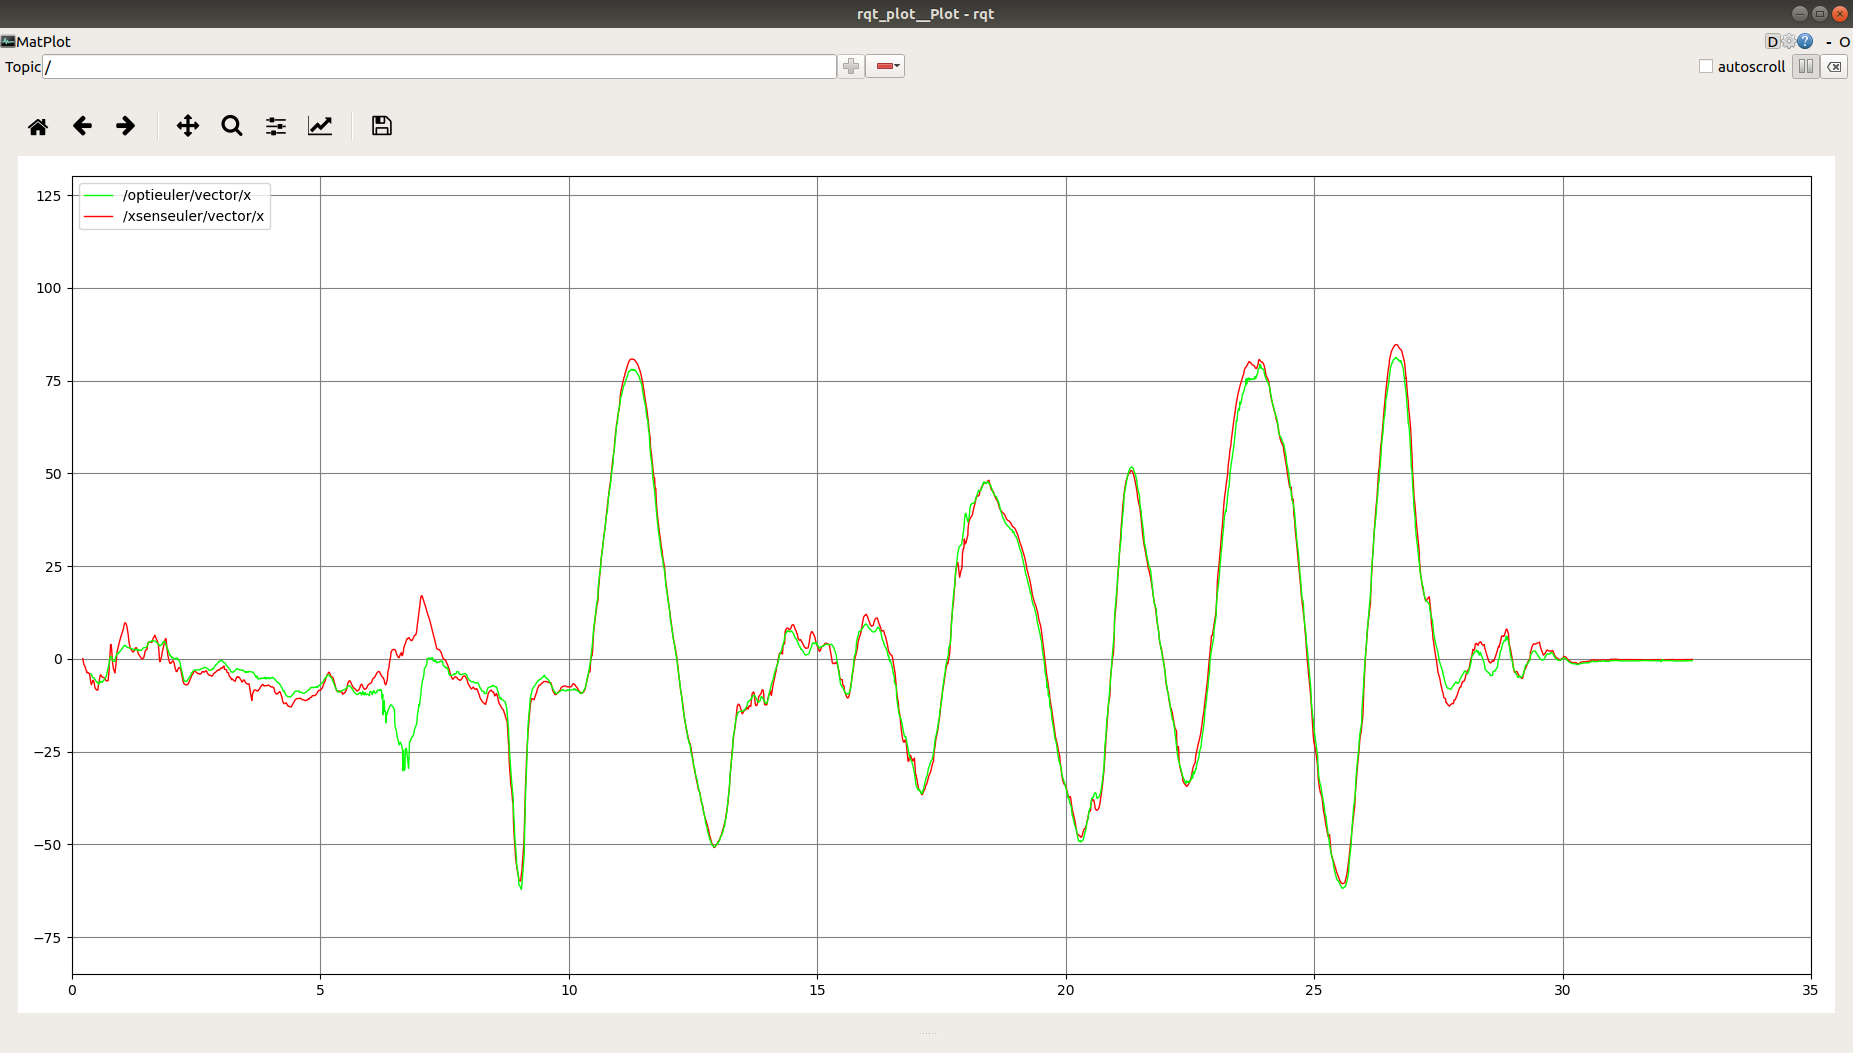 rqt_plot__Plot - rqt
MatPlot
D ? - O
Topic /
autoscroll
/optieuler/vector/x
/xsenseuler/vector/x
125
100
75
50
25
0
−25
−50
−75
0 5 10 15 20 25 30 35